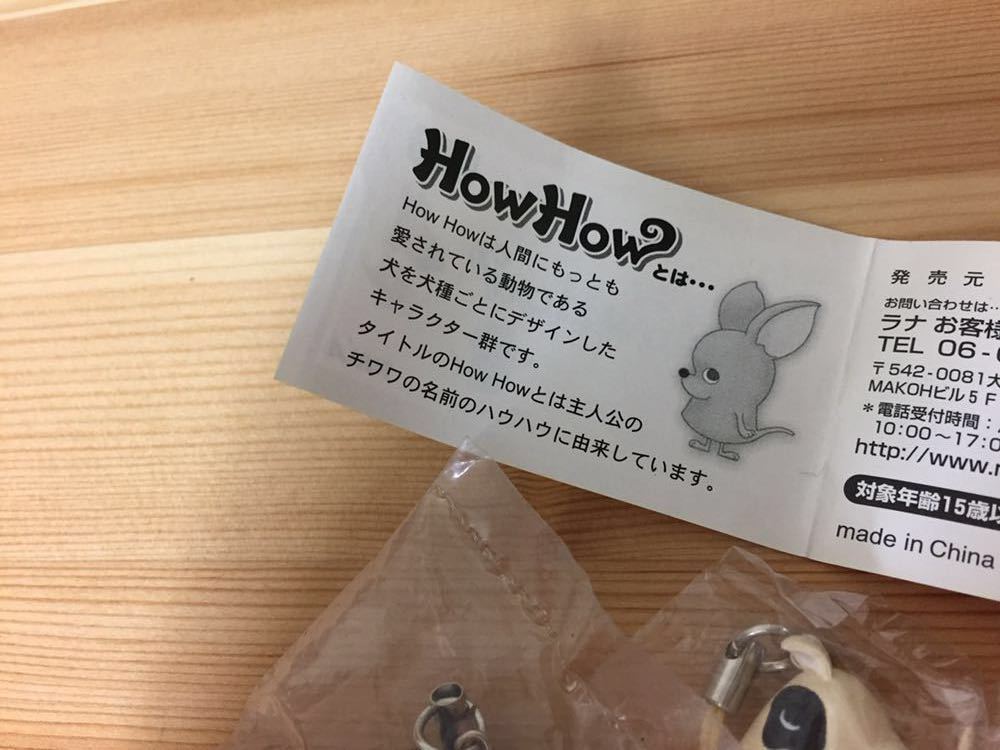 HowHow?とは…
How Howは人間にもっとも
愛されている動物である
犬を犬種ごとにデザインした
キャラクター群です。
タイトルのHow Howとは主人公の
チワワの名前のハウハウに由来しています。
発売元
お問い合わせは…
ラナ お客様
TEL 06-
〒542-0081大
MAKOHビル5F
*電話受付時間:
10:00〜17:0
http://www.
対象年齢15歳以
made in China